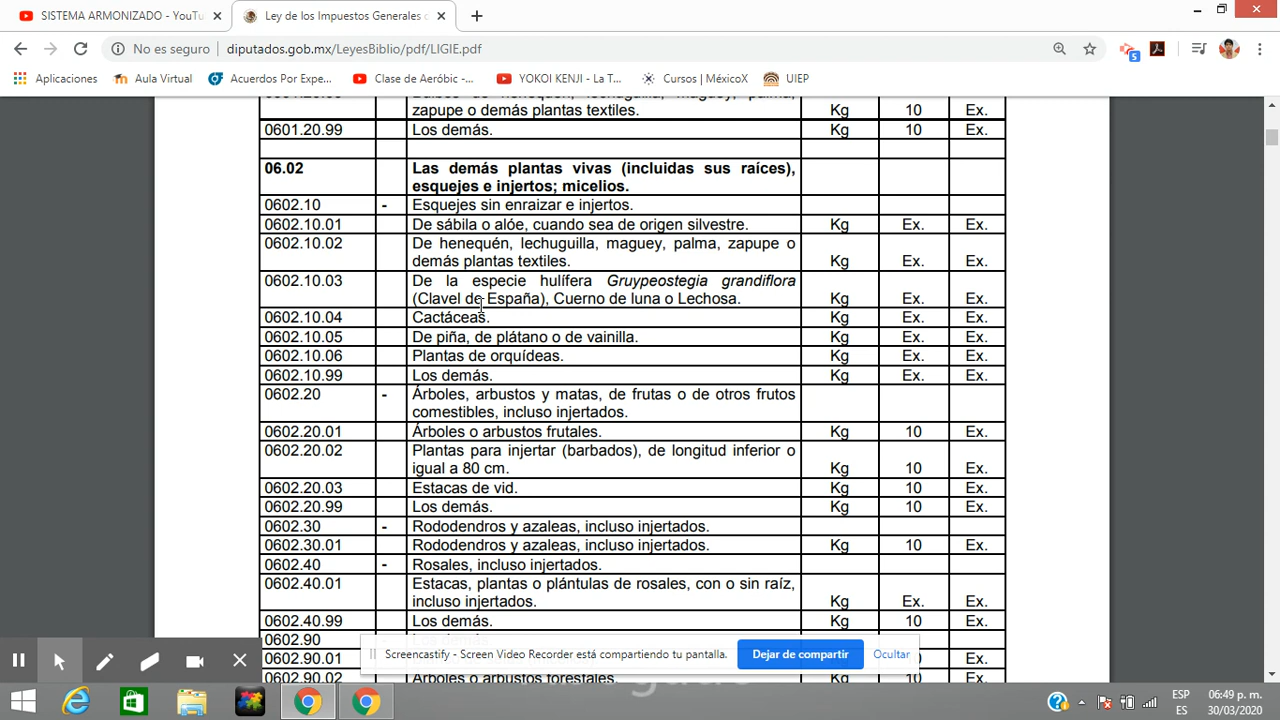 SISTEMA ARMONIZADO - YouTu
Ley de los Impuestos Generales
No es seguro
diputados.gob.mx/LeyesBiblio/pdf/LIGIE.pdf
5
Aplicaciones
Aula Virtual
Acuerdos Por Expe...
Clase de Aeróbic -...
YOKOI KENJI - La T...
Cursos | MéxicoX
UIEP
zapupe o demás plantas textiles. Kg 10 Ex.
0601.20.99 Los demás. Kg 10 Ex.
06.02 Las demás plantas vivas (incluidas sus raíces),
esquejes e injertos; micelios.
0602.10 - Esquejes sin enraizar e injertos.
0602.10.01 De sábila o alóe, cuando sea de origen silvestre. Kg Ex. Ex.
0602.10.02 De henequén, lechuguilla, maguey, palma, zapupe o
demás plantas textiles. Kg Ex. Ex.
0602.10.03 De la especie hulífera Gruypeostegia grandiflora
(Clavel de España), Cuerno de luna o Lechosa. Kg Ex. Ex.
0602.10.04 Cactáceas. Kg Ex. Ex.
0602.10.05 De piña, de plátano o de vainilla. Kg Ex. Ex.
0602.10.06 Plantas de orquídeas. Kg Ex. Ex.
0602.10.99 Los demás. Kg Ex. Ex.
0602.20 - Árboles, arbustos y matas, de frutas o de otros frutos
comestibles, incluso injertados.
0602.20.01 Árboles o arbustos frutales. Kg 10 Ex.
0602.20.02 Plantas para injertar (barbados), de longitud inferior o
igual a 80 cm. Kg 10 Ex.
0602.20.03 Estacas de vid. Kg 10 Ex.
0602.20.99 Los demás. Kg 10 Ex.
0602.30 - Rododendros y azaleas, incluso injertados.
0602.30.01 Rododendros y azaleas, incluso injertados. Kg 10 Ex.
0602.40 - Rosales, incluso injertados.
0602.40.01 Estacas, plantas o plántulas de rosales, con o sin raíz,
incluso injertados. Kg Ex. Ex.
0602.40.99 Los demás. Kg 10 Ex.
0602.90
0602.90.01 Ex.
0602.90.02 Árboles o arbustos forestales. Kg 10 Ex.
Screencastify - Screen Video Recorder está compartiendo tu pantalla.
Dejar de compartir
Ocultar
ESP
ES
06:49 p. m.
30/03/2020